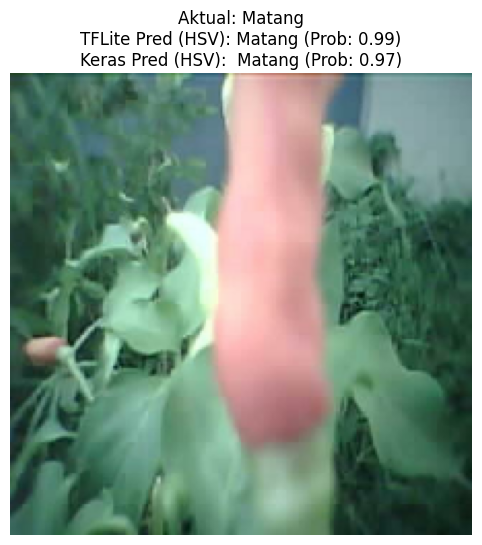 Aktual: Matang
TFLite Pred (HSV): Matang (Prob: 0.99)
Keras Pred (HSV):  Matang (Prob: 0.97)